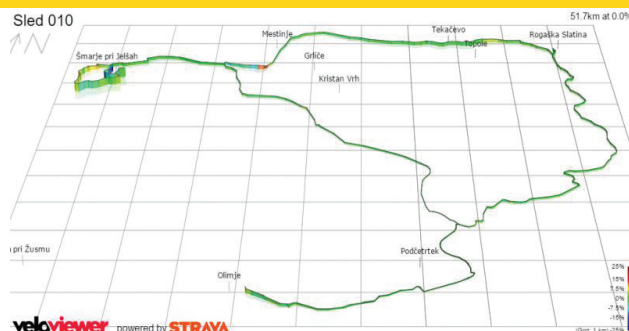 Sled 010
51.7km at 0.0%
N
Mestinje
Tekačevo
Rogaška Slatina
Topole
Šmarje pri Jelšah
Grliče
Kristan Vrh
Podčetrtek
pri Žusmu
Olimje
25%
15%
7.5%
0%
-7.5%
-15%
veloviewer powered by STRAVA